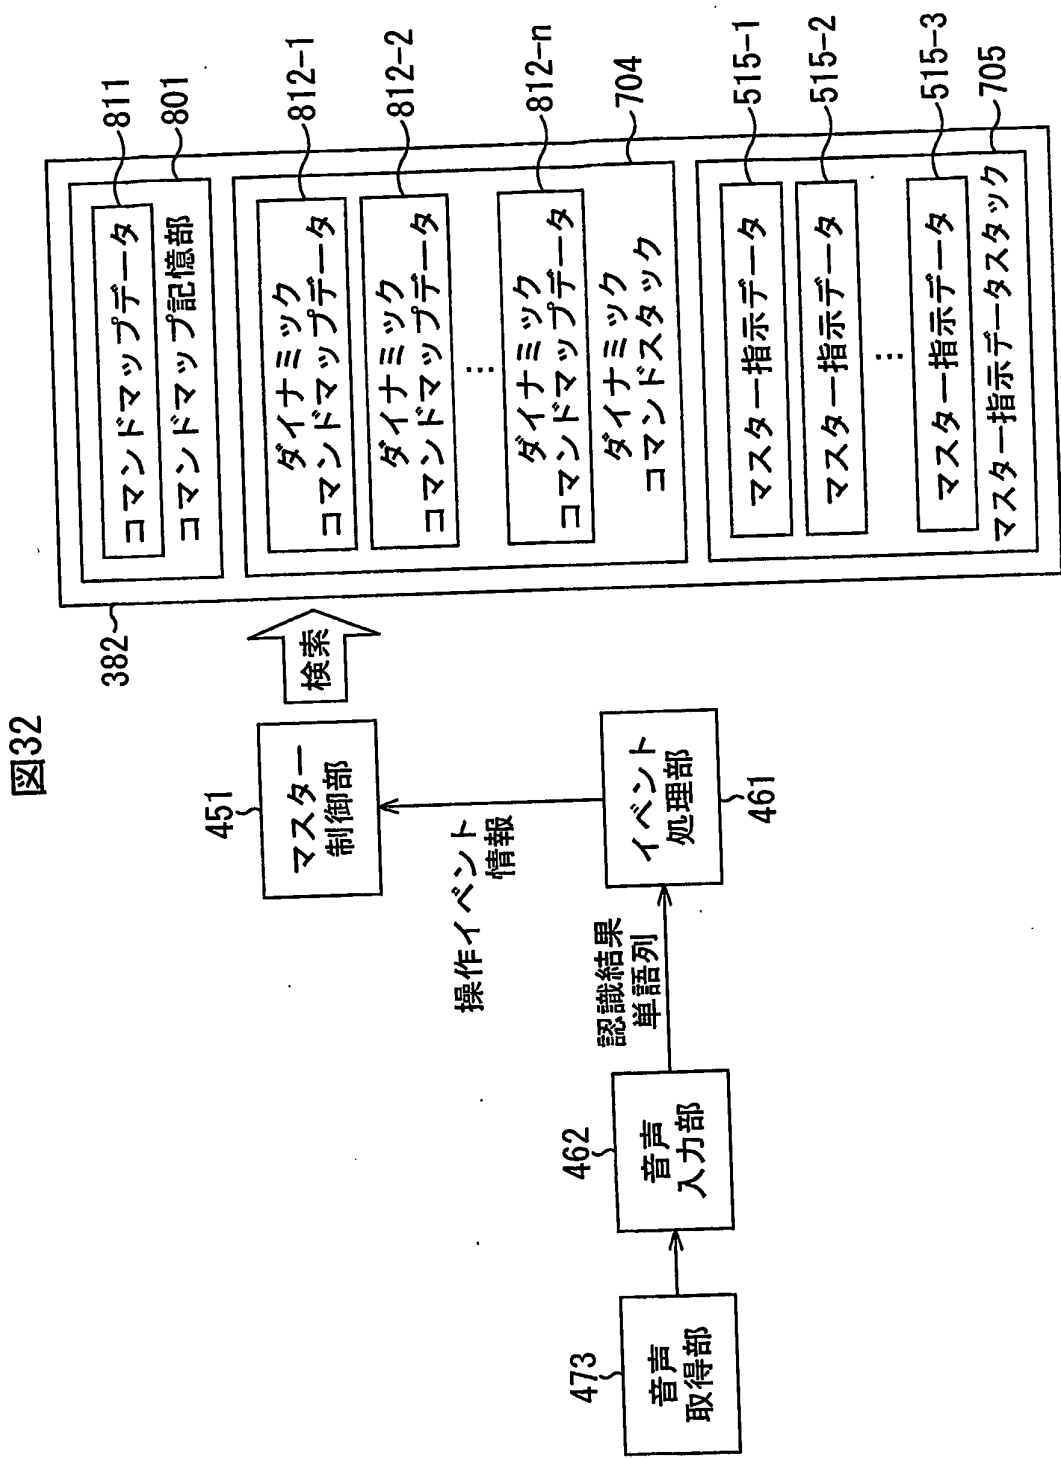 図32
473
音声
取得部
462
音声
入力部
認識結果
単語列
461
イベント
処理部
操作イベント
情報
451
マスター
制御部
検索
382
コマンドマップデータ
811
コマンドマップ記憶部
801
ダイナミック
コマンドマップデータ
812-1
ダイナミック
コマンドマップデータ
812-2
…
ダイナミック
コマンドマップデータ
812-n
ダイナミック
コマンドスタック
704
マスター指示データ
515-1
マスター指示データ
515-2
…
マスター指示データ
515-3
マスター指示データスタック
705